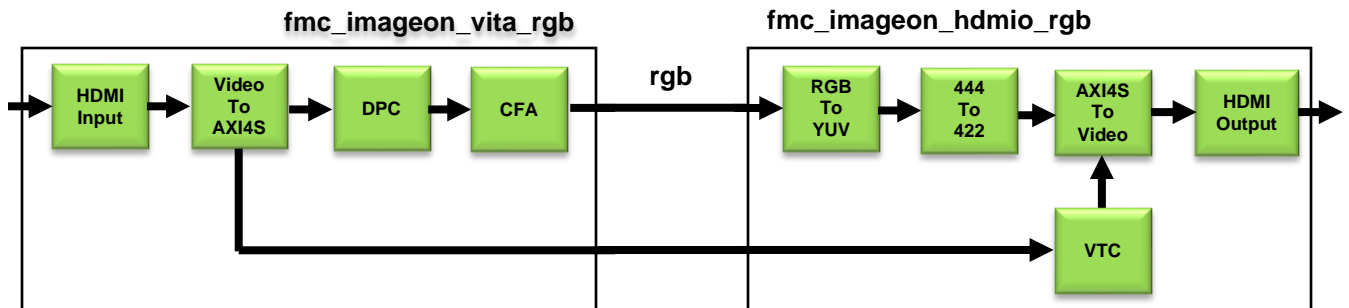 fmc_imageon_vita_rgb
fmc_imageon_hdmio_rgb
HDMI
Input
Video
To
AXI4S
DPC
CFA
rgb
RGB
To
YUV
444
To
422
AXI4S
To
Video
HDMI
Output
VTC